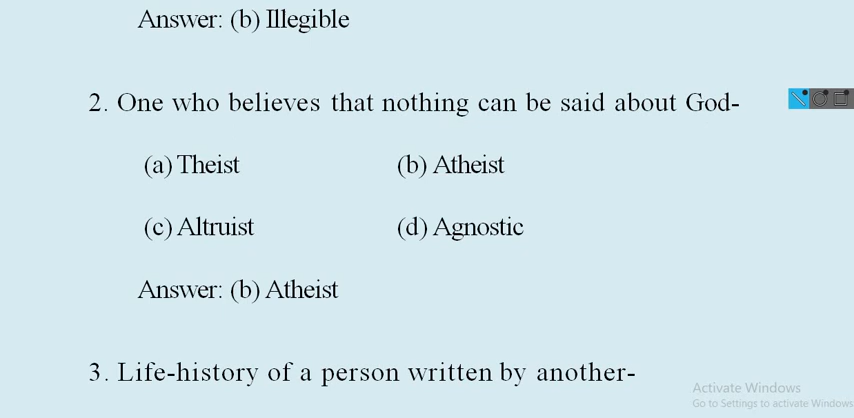 Answer: (b) Illegible
2. One who believes that nothing can be said about God-
(a) Theist (b) Atheist
(c) Altruist (d) Agnostic
Answer: (b) Atheist
3. Life-history of a person written by another-
Activate Windows
Go to Settings to activate Windows